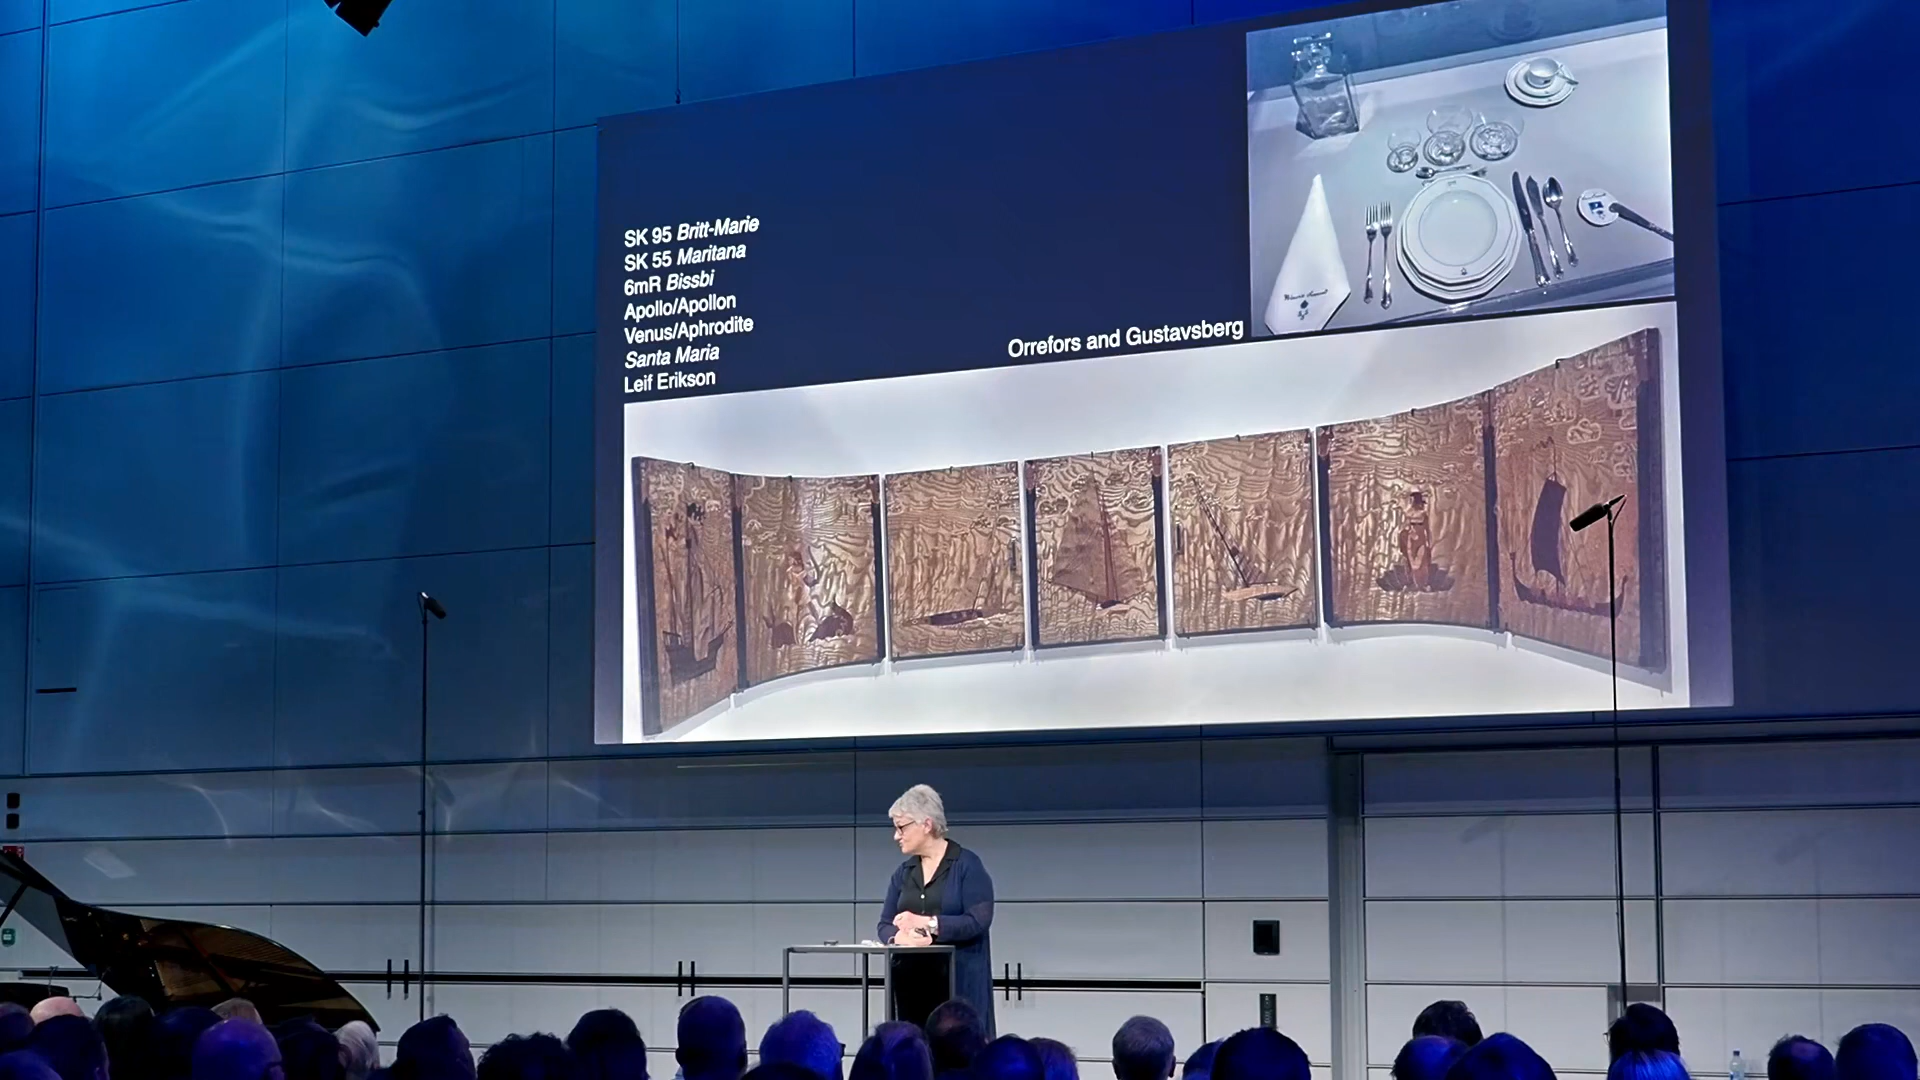 SK 95 Britt-Marie
SK 55 Maritana
6mR Bissbi
Apollo/Apollon
Venus/Aphrodite
Santa Maria
Leif Erikson
Orrefors and Gustavsberg